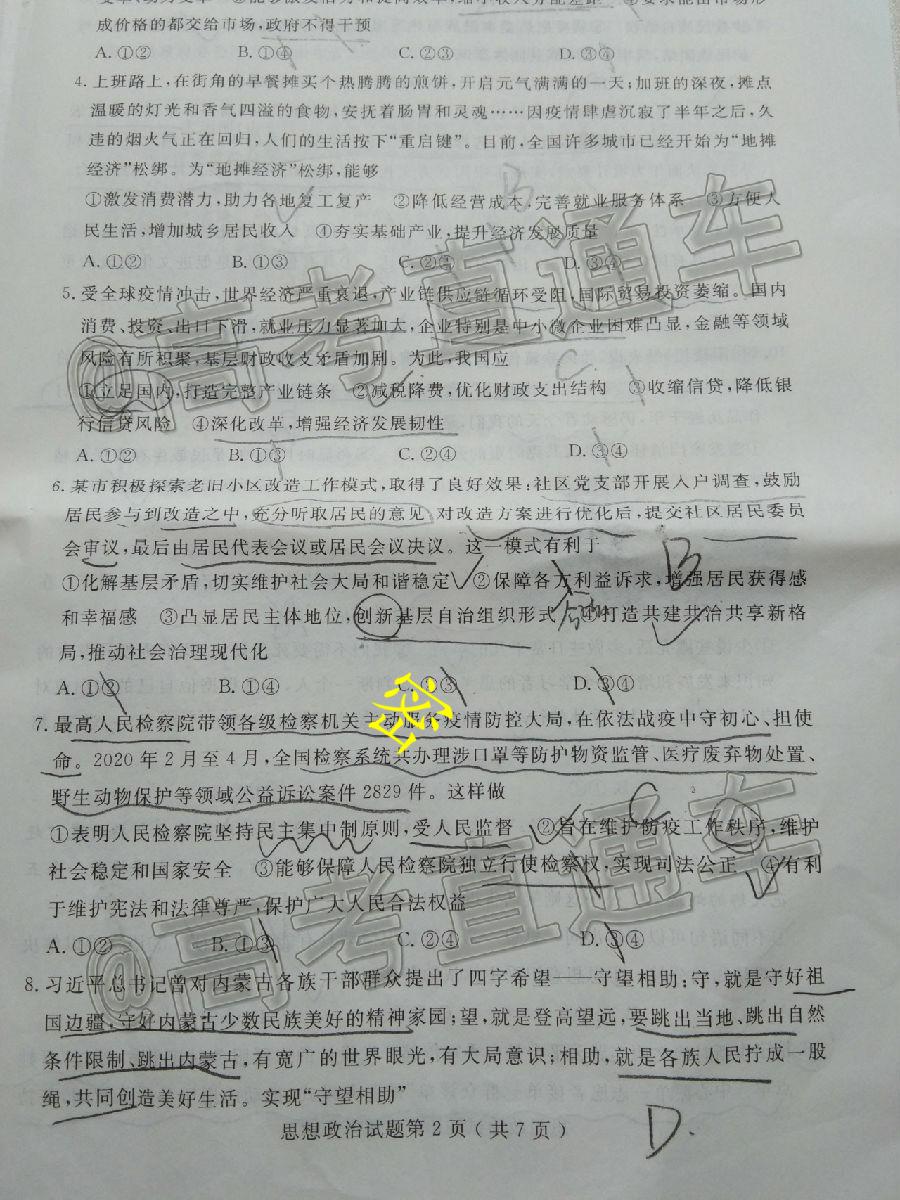 成价格的都交给市场,政府不得干预
A.①② B.①④ C.②③ D.③⑤
4.上班路上,在街角的早餐摊买个热腾腾的煎饼,开启元气满满的一天;加班的深夜,摊点
温暖的灯光和香气四溢的食物,安抚着肠胃和灵魂……因疫情肆虐沉寂了半年之后,久
违的烟火气正在回归,人们的生活按下“重启键”。目前,全国许多城市已经开始为“地摊
经济”松绑。为“地摊经济”松绑,能够
B
①激发消费潜力,助力各地复工复产 ②降低经营成本,完善就业服务体系 ③方便人
民生活,增加城乡居民收入 ④夯实基础产业,提升经济发展质量
A.①② B.①③ C.②③ D.③④
5.受全球疫情冲击,世界经济严重衰退,产业链供应链循环受阻,国际贸易投资萎缩。国内
消费、投资、出口下滑,就业压力显著加大,企业特别是中小微企业困难凸显,金融等领域
风险有所积聚,基层财政收支矛盾加剧。为此,我国应
C
①立足国内,打造完整产业链条 ②减税降费,优化财政支出结构 ③收缩信贷,降低银
行信贷风险 ④深化改革,增强经济发展韧性
A.①② B.①③ C.②④ D.③④
6.某市积极探索老旧小区改造工作模式,取得了良好效果:社区党支部开展入户调查,鼓励
居民参与到改造之中,充分听取居民的意见,对改造方案进行优化后,提交社区居民委员
会审议,最后由居民代表会议或居民会议决议。这一模式有利于
B
①化解基层矛盾,切实维护社会大局和谐稳定 ②保障各方利益诉求,增强居民获得感
和幸福感 ③凸显居民主体地位,创新基层自治组织形式 ④打造共建共治共享新格
局,推动社会治理现代化
A.①② B.①④ C.②③ D.③④
密
7.最高人民检察院带领各级检察机关主动服务疫情防控大局,在依法战疫中守初心、担使
命。2020年2月至4月,全国检察系统共办理涉口罩等防护物资监管、医疗废弃物处置、
野生动物保护等领域公益诉讼案件2829件。这样做
C
①表明人民检察院坚持民主集中制原则,受人民监督 ②旨在维护防疫工作秩序,维护
社会稳定和国家安全 ③能够保障人民检察院独立行使检察权,实现司法公正 ④有利
于维护宪法和法律尊严,保护广大人民合法权益
A.①② B.①③ C.②④ D.③④
8.习近平总书记曾对内蒙古各族干部群众提出了四字希望——守望相助:守,就是守好祖
国边疆,守好内蒙古少数民族美好的精神家园;望,就是登高望远,要跳出当地、跳出自然
条件限制、跳出内蒙古,有宽广的世界眼光,有大局意识;相助,就是各族人民拧成一股
绳,共同创造美好生活。实现“守望相助”
D.
思想政治试题第2页(共7页)
@高考直通车
@高考直通车